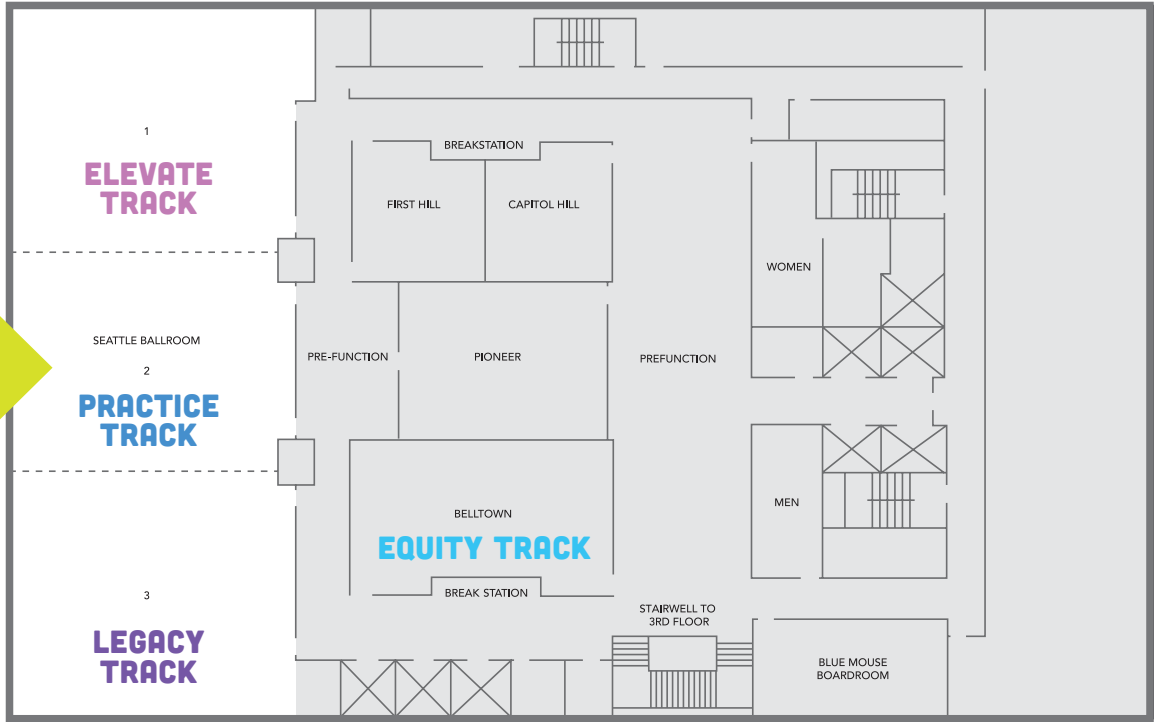 1
ELEVATE
TRACK
BREAKSTATION
FIRST HILL
CAPITOL HILL
WOMEN
SEATTLE BALLROOM
2
PRACTICE
TRACK
PRE-FUNCTION
PIONEER
PREFUNCTION
BELLTOWN
EQUITY TRACK
BREAK STATION
MEN
3
LEGACY
TRACK
STAIRWELL TO
3RD FLOOR
BLUE MOUSE
BOARDROOM